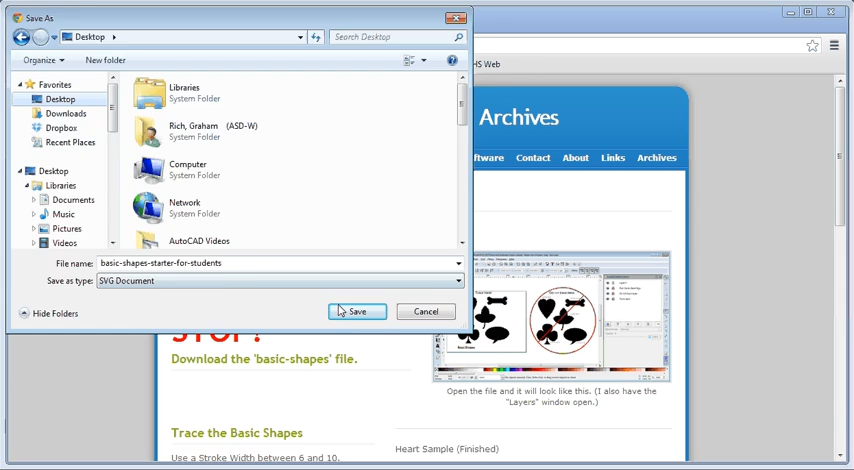 Save As
Desktop
Search Desktop
Organize
New folder
Favorites
Desktop
Downloads
Dropbox
Recent Places
Desktop
Libraries
Documents
Music
Pictures
Videos
Libraries
System Folder
Rich, Graham (ASD-W)
Computer
System Folder
Network
System Folder
AutoCAD Videos
File name: basic-shapes-starter-for-students
Save as type: SVG Document
Hide Folders
Save
Cancel
HS Web
Archives
ftware Contact About Links Archives
STOP!
Download the 'basic-shapes' file.
Open the file and it will look like this. (I also have the
"Layers" window open.)
Trace the Basic Shapes
Use a Stroke Width between 6 and 10.
Heart Sample (Finished)